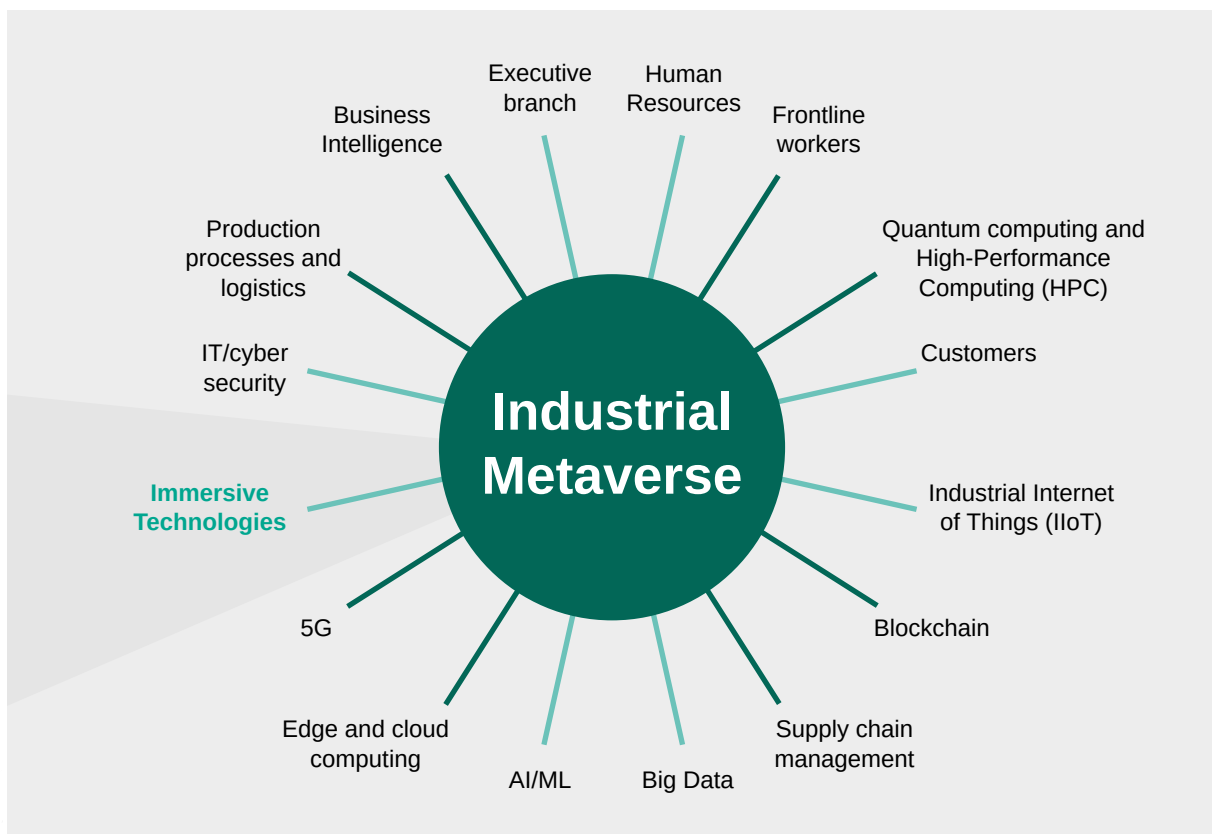 Executive
branch
Human
Resources
Business
Intelligence
Frontline
workers
Production
processes and
logistics
Quantum computing and
High-Performance
Computing (HPC)
IT/cyber
security
Customers
Industrial
Metaverse
Immersive
Technologies
Industrial Internet
of Things (IIoT)
5G
Blockchain
Edge and cloud
computing
Supply chain
management
AI/ML
Big Data